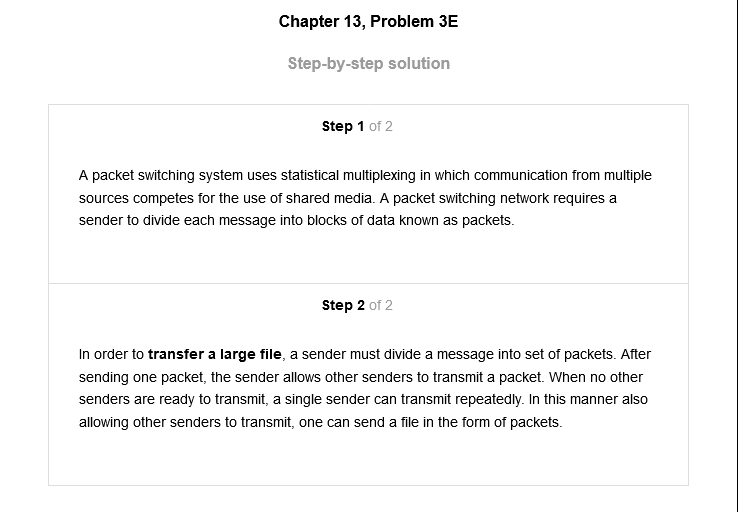 Chapter 13, Problem 3E
Step-by-step solution
Step 1 of 2
A packet switching system uses statistical multiplexing in which communication from multiple
sources competes for the use of shared media. A packet switching network requires a
sender to divide each message into blocks of data known as packets.
Step 2 of 2
In order to transfer a large file, a sender must divide a message into set of packets. After
sending one packet, the sender allows other senders to transmit a packet. When no other
senders are ready to transmit, a single sender can transmit repeatedly. In this manner also
allowing other senders to transmit, one can send a file in the form of packets.